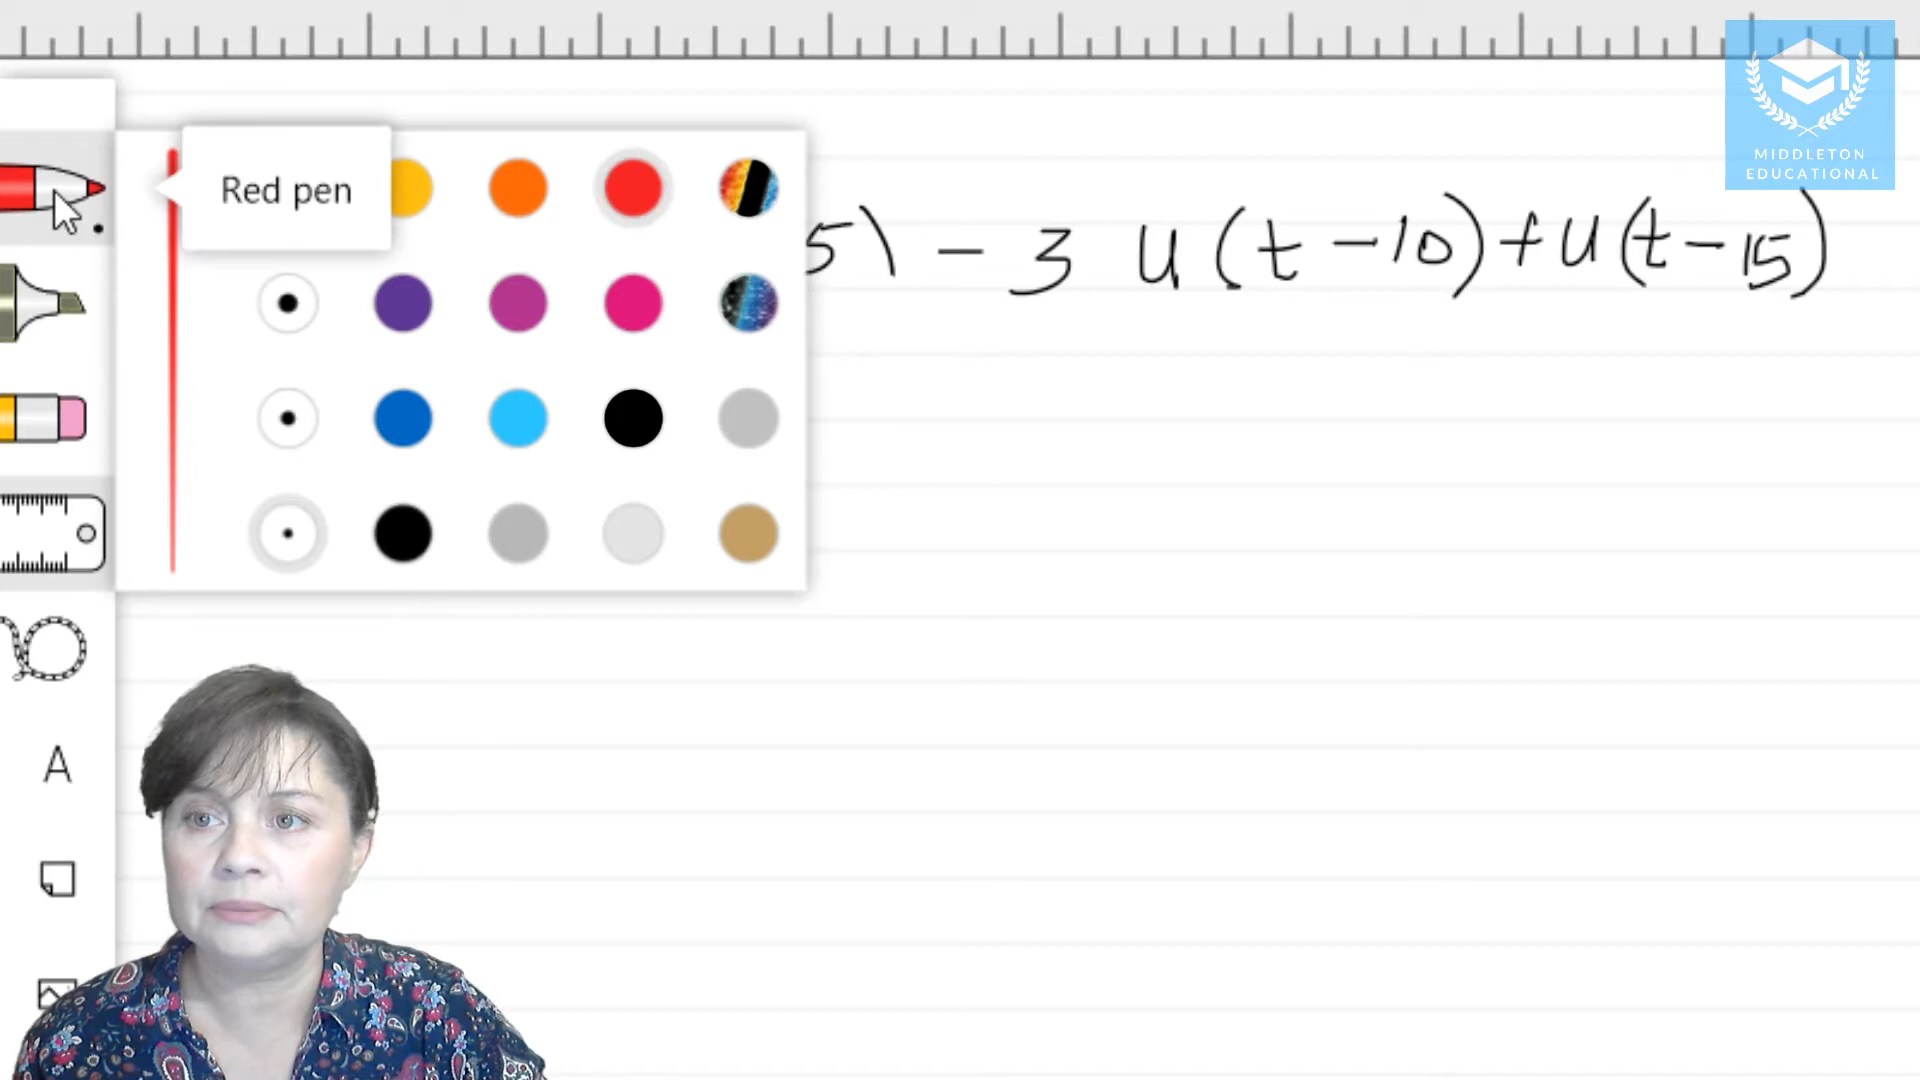 MIDDLETON
EDUCATIONAL
Red pen
5) - 3 u(t-10)+u(t-15)
A